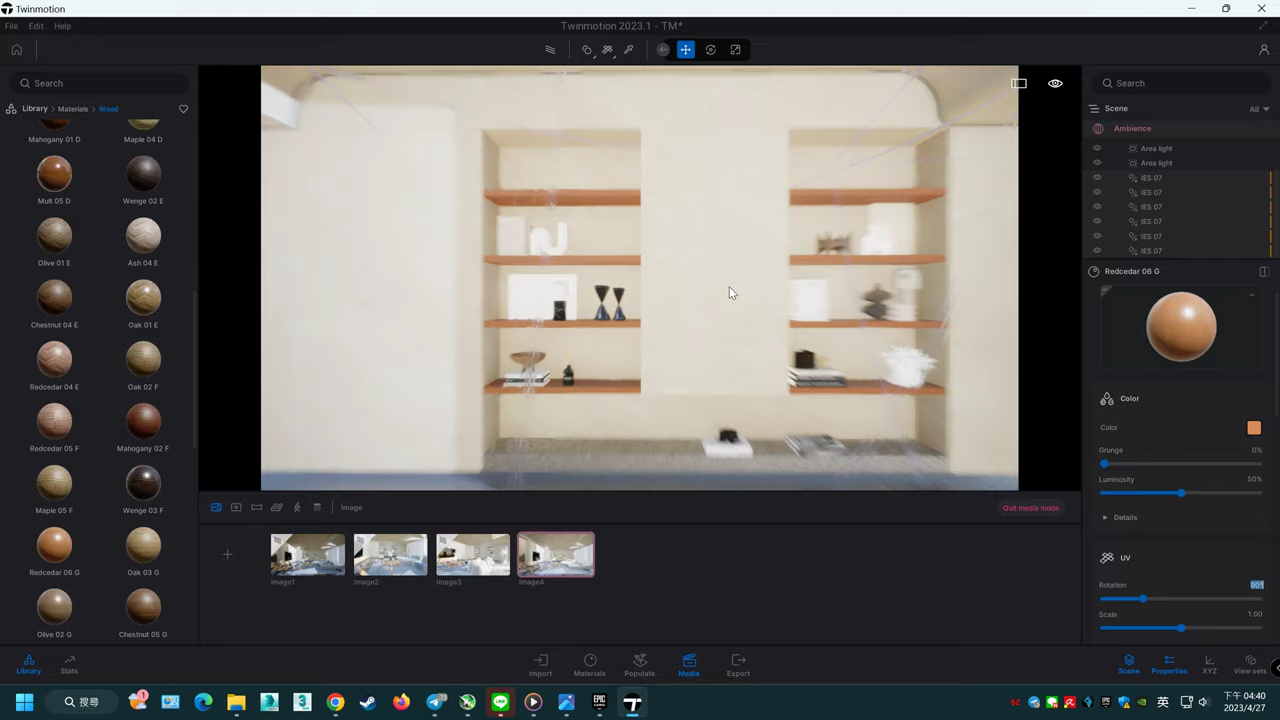 Twinmotion
File Edit Help
Twinmotion 2023.1 - TM*
Search
Library > Materials > Wood
Mahogany 01 D
Maple 04 D
Mult 05 D
Wenge 02 E
Olive 01 E
Ash 04 E
Chestnut 04 E
Oak 01 E
Redcedar 04 E
Oak 02 F
Redcedar 05 F
Mahogany 02 F
Maple 05 F
Wenge 03 F
Redcedar 06 G
Oak 03 G
Olive 02 G
Chestnut 05 G
Image
Quit media mode
Image1
Image2
Image3
Image4
Search
Scene
All
Ambience
Area light
Area light
IES 07
IES 07
IES 07
IES 07
IES 07
IES 07
Redcedar 06 G
Color
Color
Grunge 0%
Luminosity 50%
Details
UV
Rotation 90°
Scale 1.00
Library
Stats
Import
Materials
Populate
Media
Export
Scene
Properties
XYZ
View sets
搜尋
1
EPIC
62
英
下午 04:40
2023/4/27